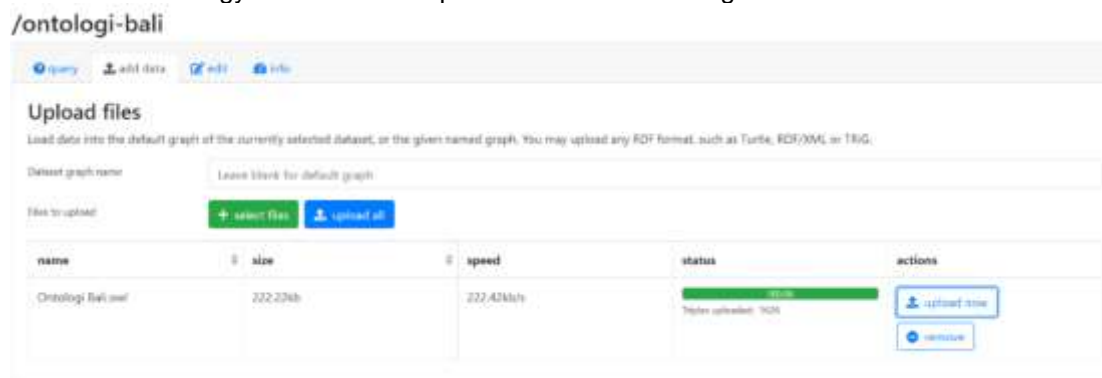 /ontologi-bali
query add data edit info
Upload files
Load data into the default graph of the currently selected dataset, or the given named graph. You may upload any RDF format, such as Turtle, RDF/XML or TRiG.
Dataset graph name
Leave blank for default graph
Files to upload
select files upload all
name size speed status actions
Ontologi Bali.owl 222.22kb 222.42kb/s upload now
Triples uploaded:
remove